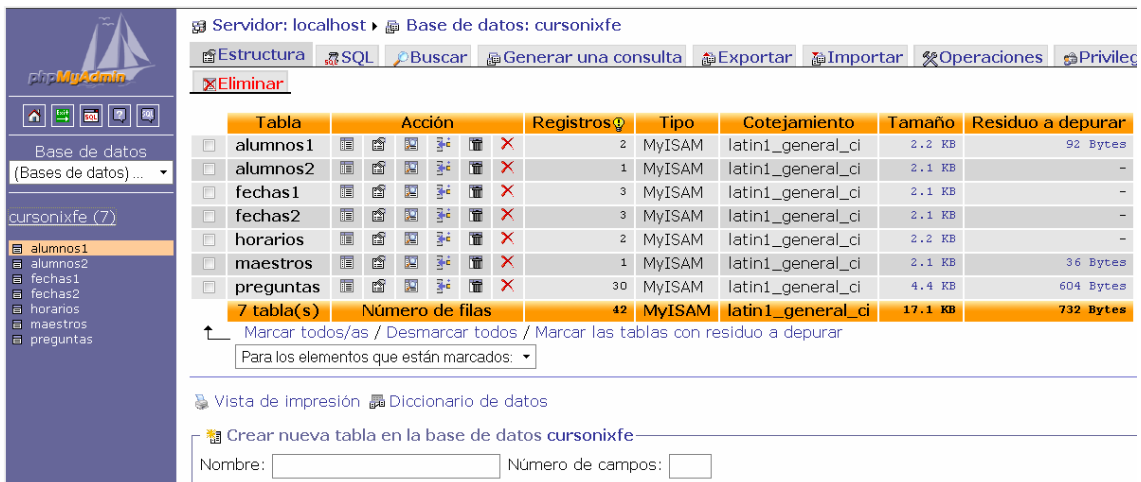 phpMyAdmin
Base de datos
(Bases de datos) ...
cursonixfe (7)
alumnos1
alumnos2
fechas1
fechas2
horarios
maestros
preguntas
Servidor: localhost Base de datos: cursonixfe
Estructura SQL Buscar Generar una consulta Exportar Importar Operaciones Privileg
Eliminar
Tabla Acción Registros Tipo Cotejamiento Tamaño Residuo a depurar
alumnos1 2 MyISAM latin1_general_ci 2.2 KB 92 Bytes
alumnos2 1 MyISAM latin1_general_ci 2.1 KB -
fechas1 3 MyISAM latin1_general_ci 2.1 KB -
fechas2 3 MyISAM latin1_general_ci 2.1 KB -
horarios 2 MyISAM latin1_general_ci 2.2 KB -
maestros 1 MyISAM latin1_general_ci 2.1 KB 36 Bytes
preguntas 30 MyISAM latin1_general_ci 4.4 KB 604 Bytes
7 tabla(s) Número de filas 42 MyISAM latin1_general_ci 17.1 KB 732 Bytes
Marcar todos/as / Desmarcar todos / Marcar las tablas con residuo a depurar
Para los elementos que están marcados:
Vista de impresión Diccionario de datos
Crear nueva tabla en la base de datos cursonixfe
Nombre: Número de campos: